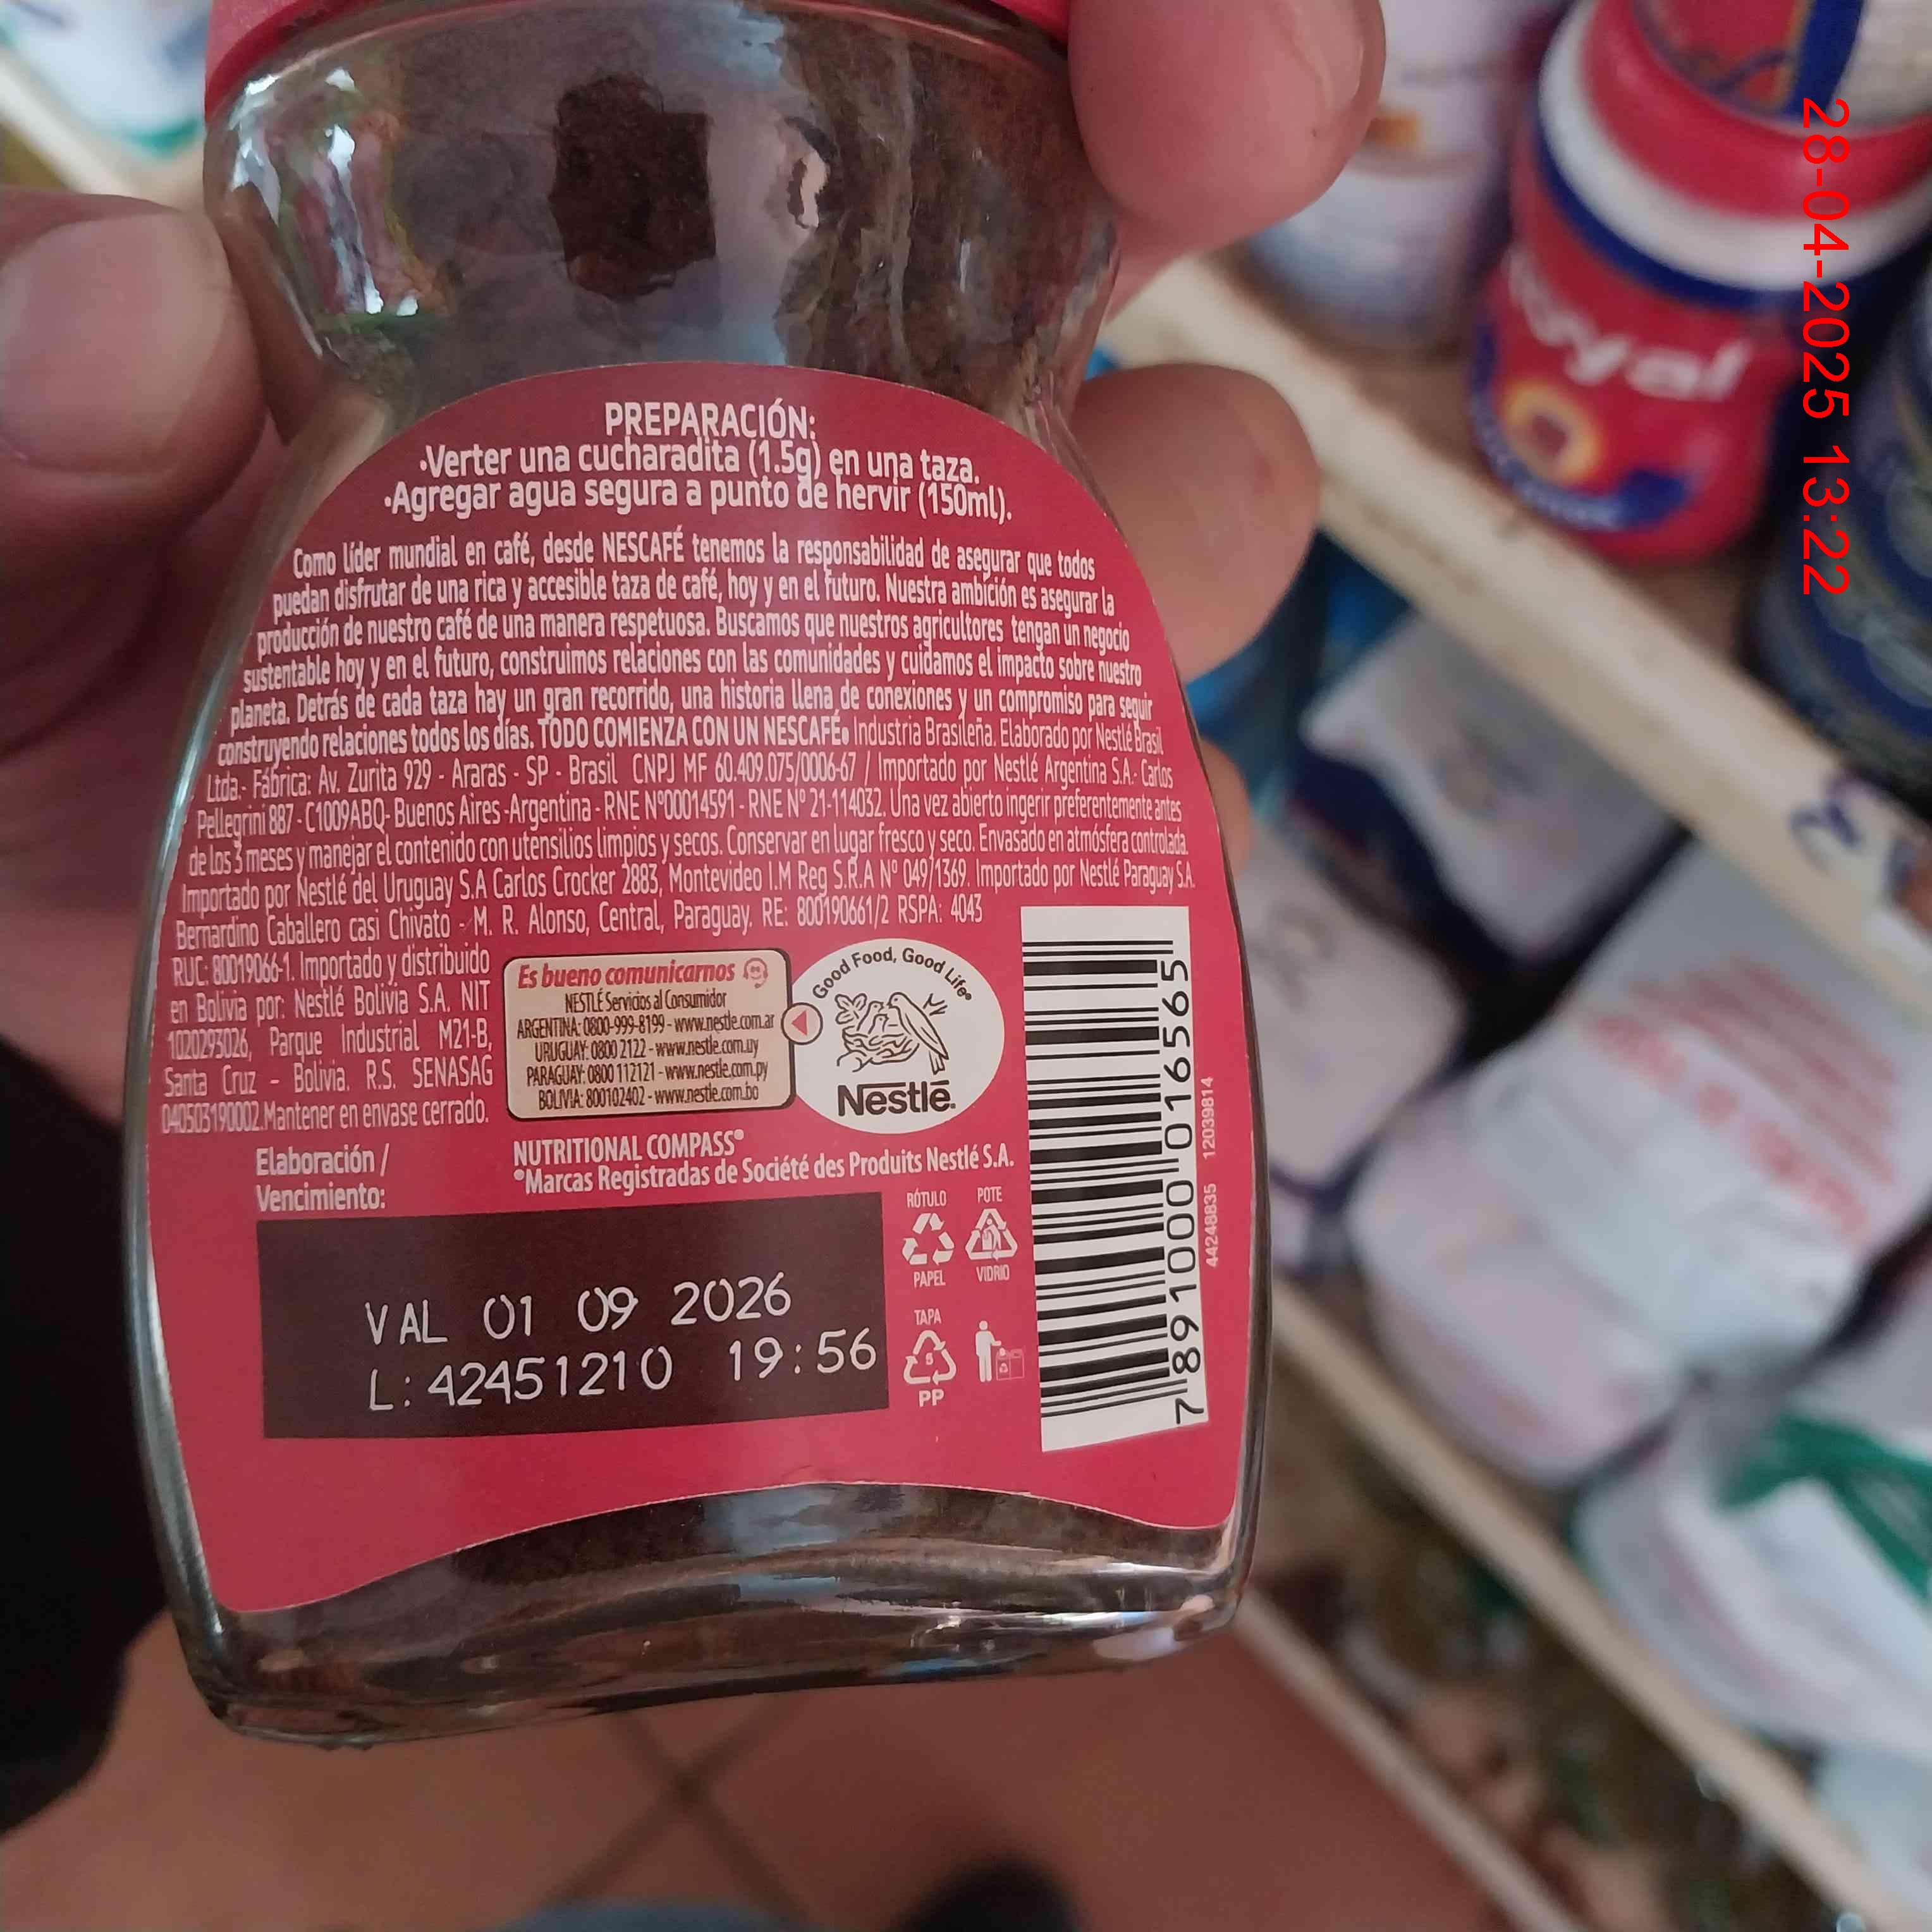 PREPARACIÓN:
•Verter una cucharadita (1.5g) en una taza.
•Agregar agua segura a punto de hervir (150ml).
Como líder mundial en café, desde NESCAFÉ tenemos la responsabilidad de asegurar que todos
puedan disfrutar de una rica y accesible taza de café, hoy y en el futuro. Nuestra ambición es asegurar la
producción de nuestro café de una manera respetuosa. Buscamos que nuestros agricultores tengan un negocio
sustentable hoy y en el futuro, construimos relaciones con las comunidades y cuidamos el impacto sobre nuestro
planeta. Detrás de cada taza hay un gran recorrido, una historia llena de conexiones y un compromiso para seguir
construyendo relaciones todos los días. TODO COMIENZA CON UN NESCAFÉ. Industria Brasileña. Elaborado por Nestlé Brasil
Ltda.- Fábrica: Av. Zurita 929 - Araras - SP - Brasil CNPJ MF 60.409.075/0006-67 / Importado por Nestlé Argentina S.A.- Carlos
Pellegrini 887 - C1009ABQ- Buenos Aires -Argentina - RNE N°00014591 - RNE N° 21-114032. Una vez abierto ingerir preferentemente antes
de los 3 meses y manejar el contenido con utensilios limpios y secos. Conservar en lugar fresco y seco. Envasado en atmósfera controlada.
Importado por Nestlé del Uruguay S.A Carlos Crocker 2883, Montevideo I.M Reg S.R.A N° 049/1369. Importado por Nestlé Paraguay S.A.
Bernardino Caballero casi Chivato - M. R. Alonso, Central, Paraguay. RE: 800190661/2 RSPA: 4043
RUC: 80019066-1. Importado y distribuido
en Bolivia por: Nestlé Bolivia S.A. NIT
1020293026, Parque Industrial M21-B,
Santa Cruz – Bolivia. R.S. SENASAG
040503190002.Mantener en envase cerrado.
Es bueno comunicarnos
NESTLÉ Servicios al Consumidor
ARGENTINA: 0800-999-8199 - www.nestle.com.ar
URUGUAY: 0800 2122 - www.nestle.com.uy
PARAGUAY: 0800 112121 - www.nestle.com.py
BOLIVIA: 800102402 - www.nestle.com.bo
Good Food, Good Life®
Nestlé.
NUTRITIONAL COMPASS®
®Marcas Registradas de Société des Produits Nestlé S.A.
Elaboración /
Vencimiento:
VAL 01 09 2026
L: 42451210 19:56
RÓTULO
PAPEL
POTE
VIDRIO
TAPA
5
PP
7891000016565
44248835 12039814
Royal
28-04-2025 13:22